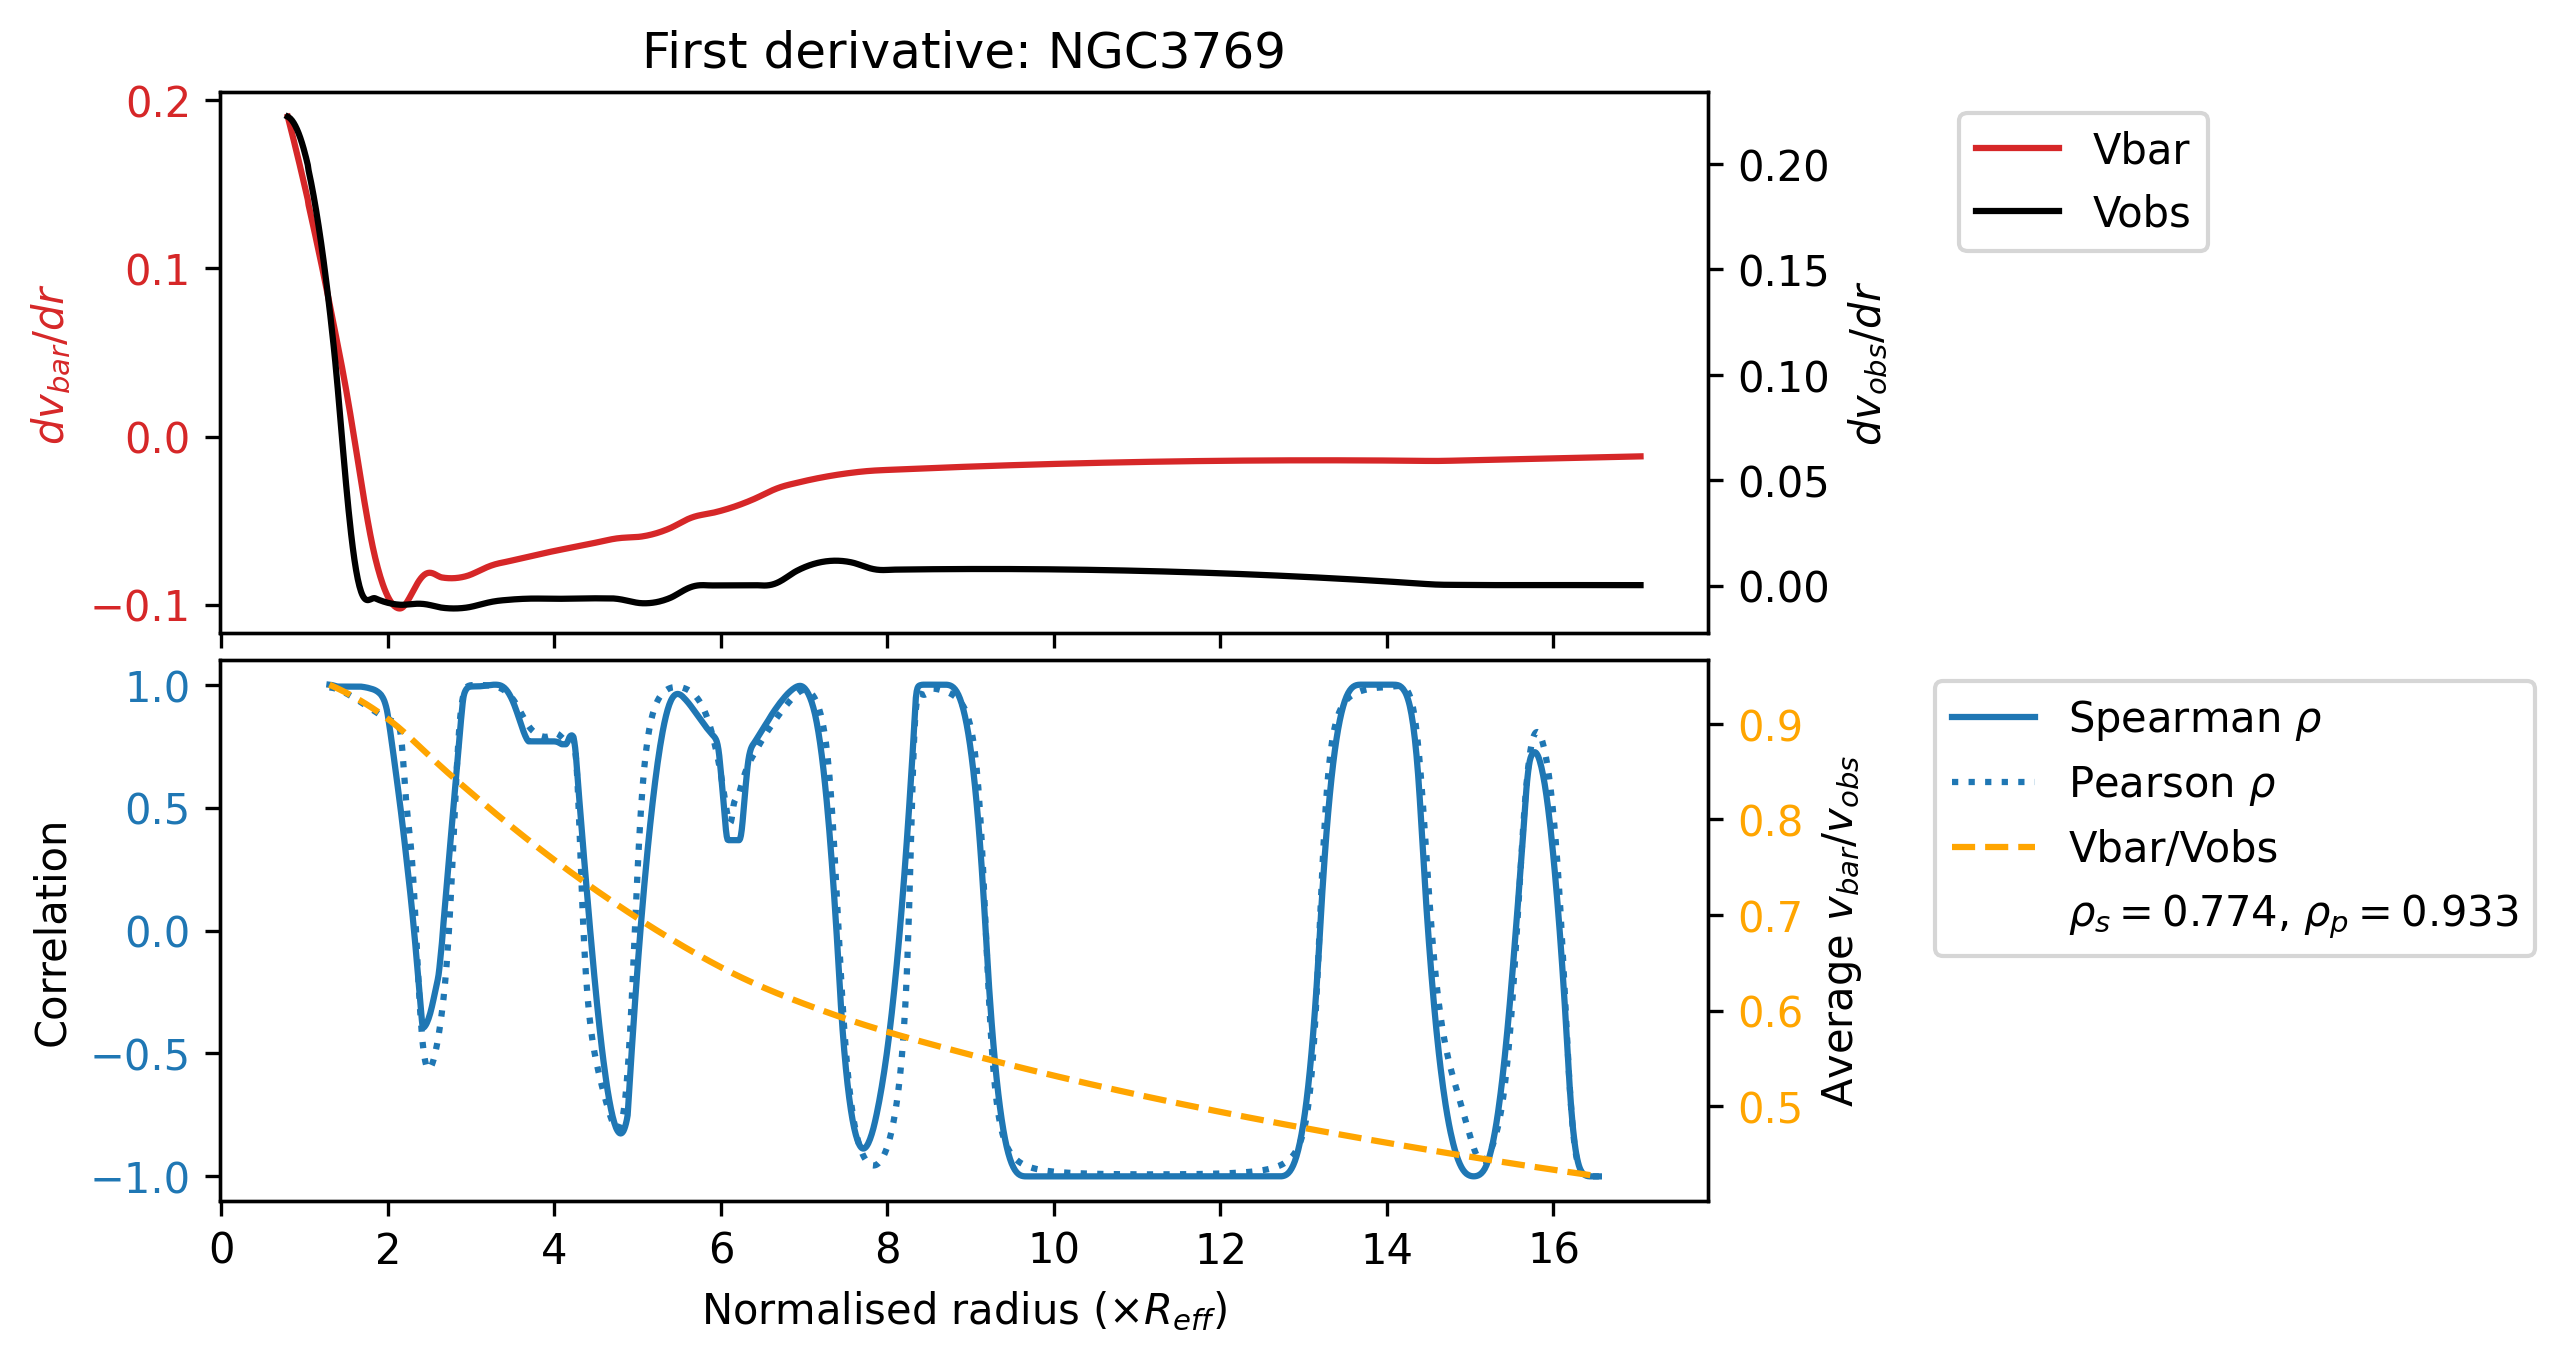 First derivative: NGC3769
0.2
0.1
0.0
−0.1
dv_bar/dr
0.20
0.15
0.10
0.05
0.00
dv_obs/dr
Vbar
Vobs
1.0
0.5
0.0
−0.5
−1.0
Correlation
0.9
0.8
0.7
0.6
0.5
Average v_bar/v_obs
Spearman ρ
Pearson ρ
Vbar/Vobs
ρ_s = 0.774, ρ_p = 0.933
0 2 4 6 8 10 12 14 16
Normalised radius (×R_eff)